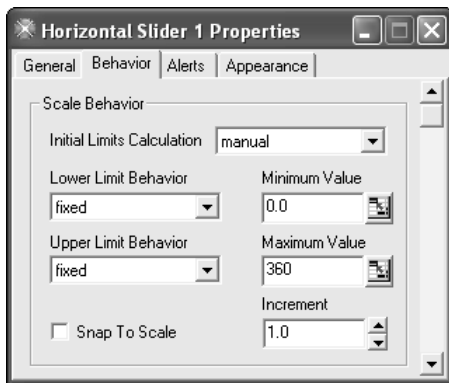 Horizontal Slider 1 Properties
General Behavior Alerts Appearance
Scale Behavior
Initial Limits Calculation manual
Lower Limit Behavior Minimum Value
fixed 0.0
Upper Limit Behavior Maximum Value
fixed 360
Increment
Snap To Scale 1.0